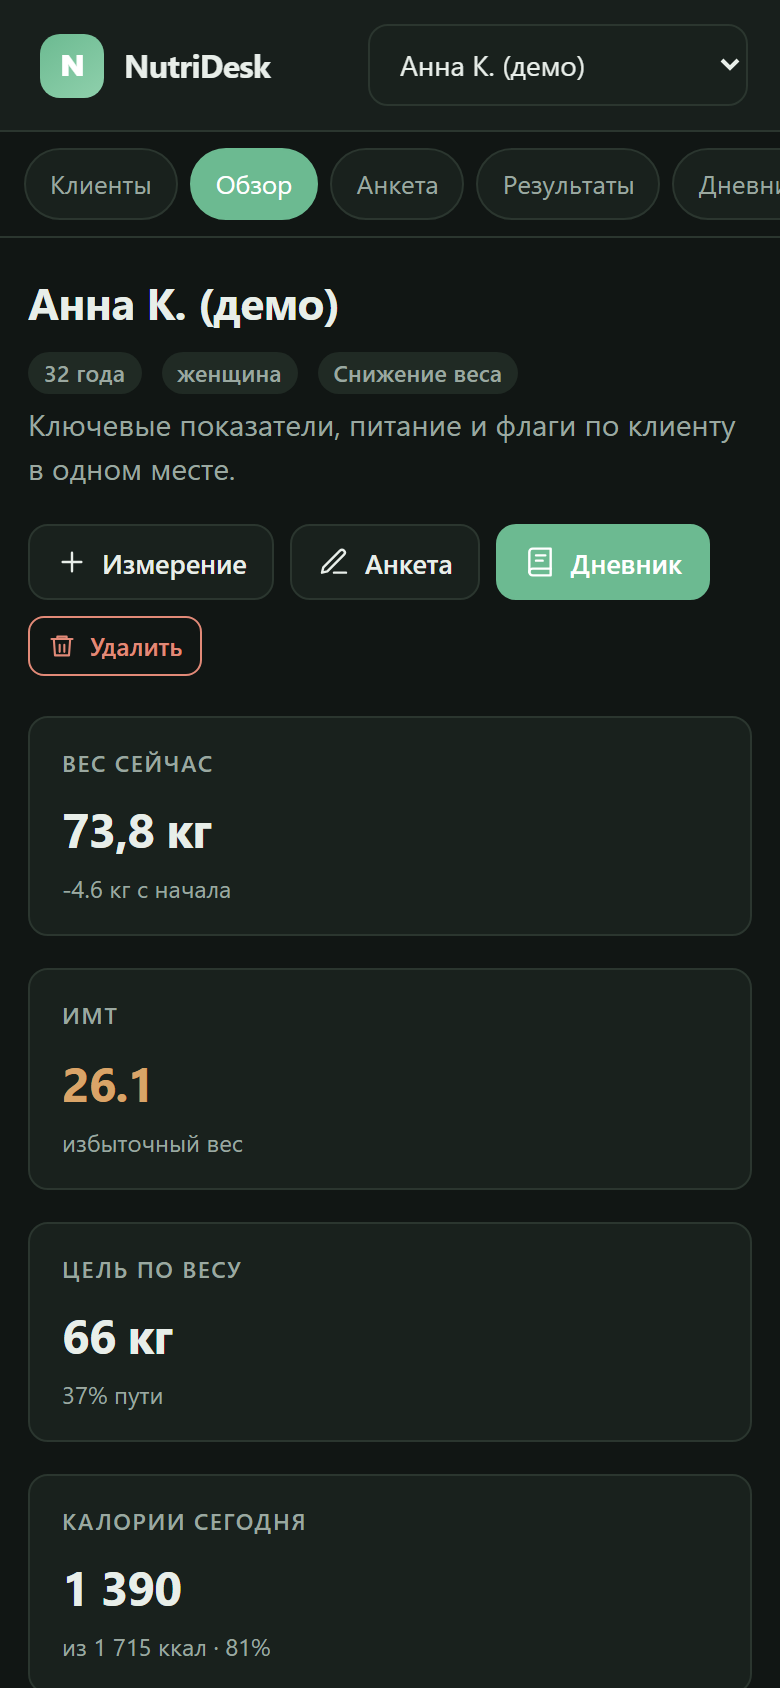 N NutriDesk Анна К. (демо)
Клиенты Обзор Анкета Результаты Дневни
Анна К. (демо)
32 года женщина Снижение веса
Ключевые показатели, питание и флаги по клиенту
в одном месте.
Измерение Анкета Дневник
Удалить
ВЕС СЕЙЧАС
73,8 кг
-4.6 кг с начала
ИМТ
26.1
избыточный вес
ЦЕЛЬ ПО ВЕСУ
66 кг
37% пути
КАЛОРИИ СЕГОДНЯ
1 390
из 1 715 ккал · 81%